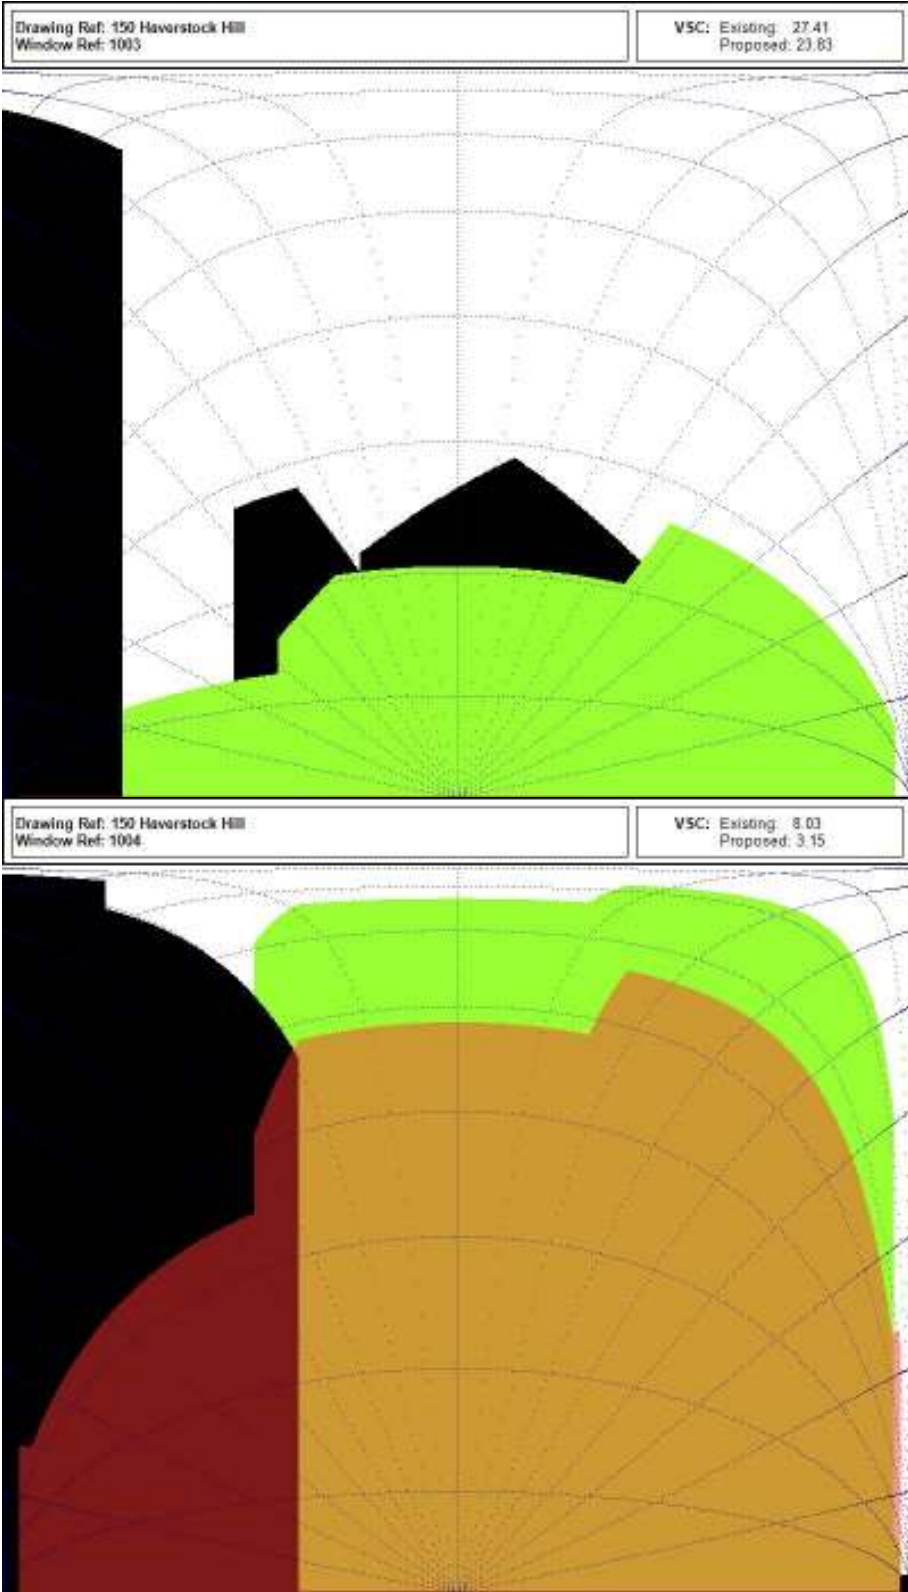 Drawing Ref: 150 Haverstock Hill
Window Ref: 1003
VSC: Existing: 27.41
Proposed: 23.83
Drawing Ref: 150 Haverstock Hill
Window Ref: 1004
VSC: Existing: 8.03
Proposed: 3.15